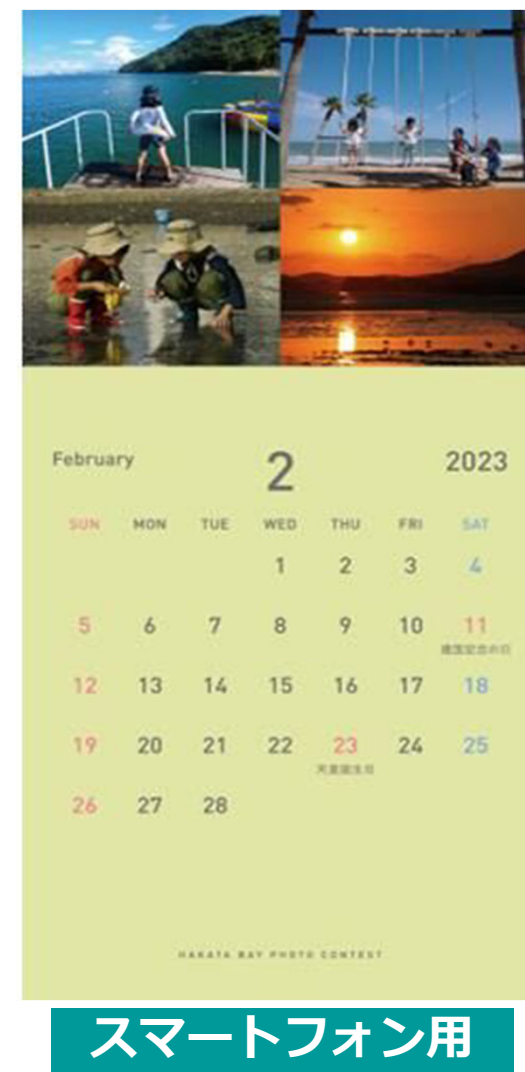 February 2 2023
SUN MON TUE WED THU FRI SAT
1 2 3 4
5 6 7 8 9 10 11
建国記念の日
12 13 14 15 16 17 18
19 20 21 22 23 24 25
天皇誕生日
26 27 28
HAKATA BAY PHOTO CONTEST
スマートフォン用